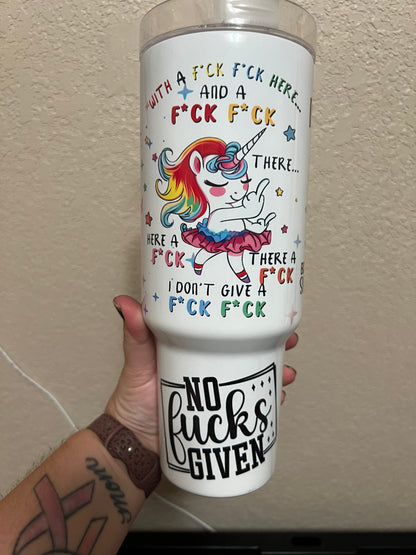 WITH A F*CK F*CK HERE...
AND A
F*CK F*CK
THERE...
HERE A
F*CK
THERE A
F*CK
I DON'T GIVE A
F*CK F*CK
NO
fucks
GIVEN
mom